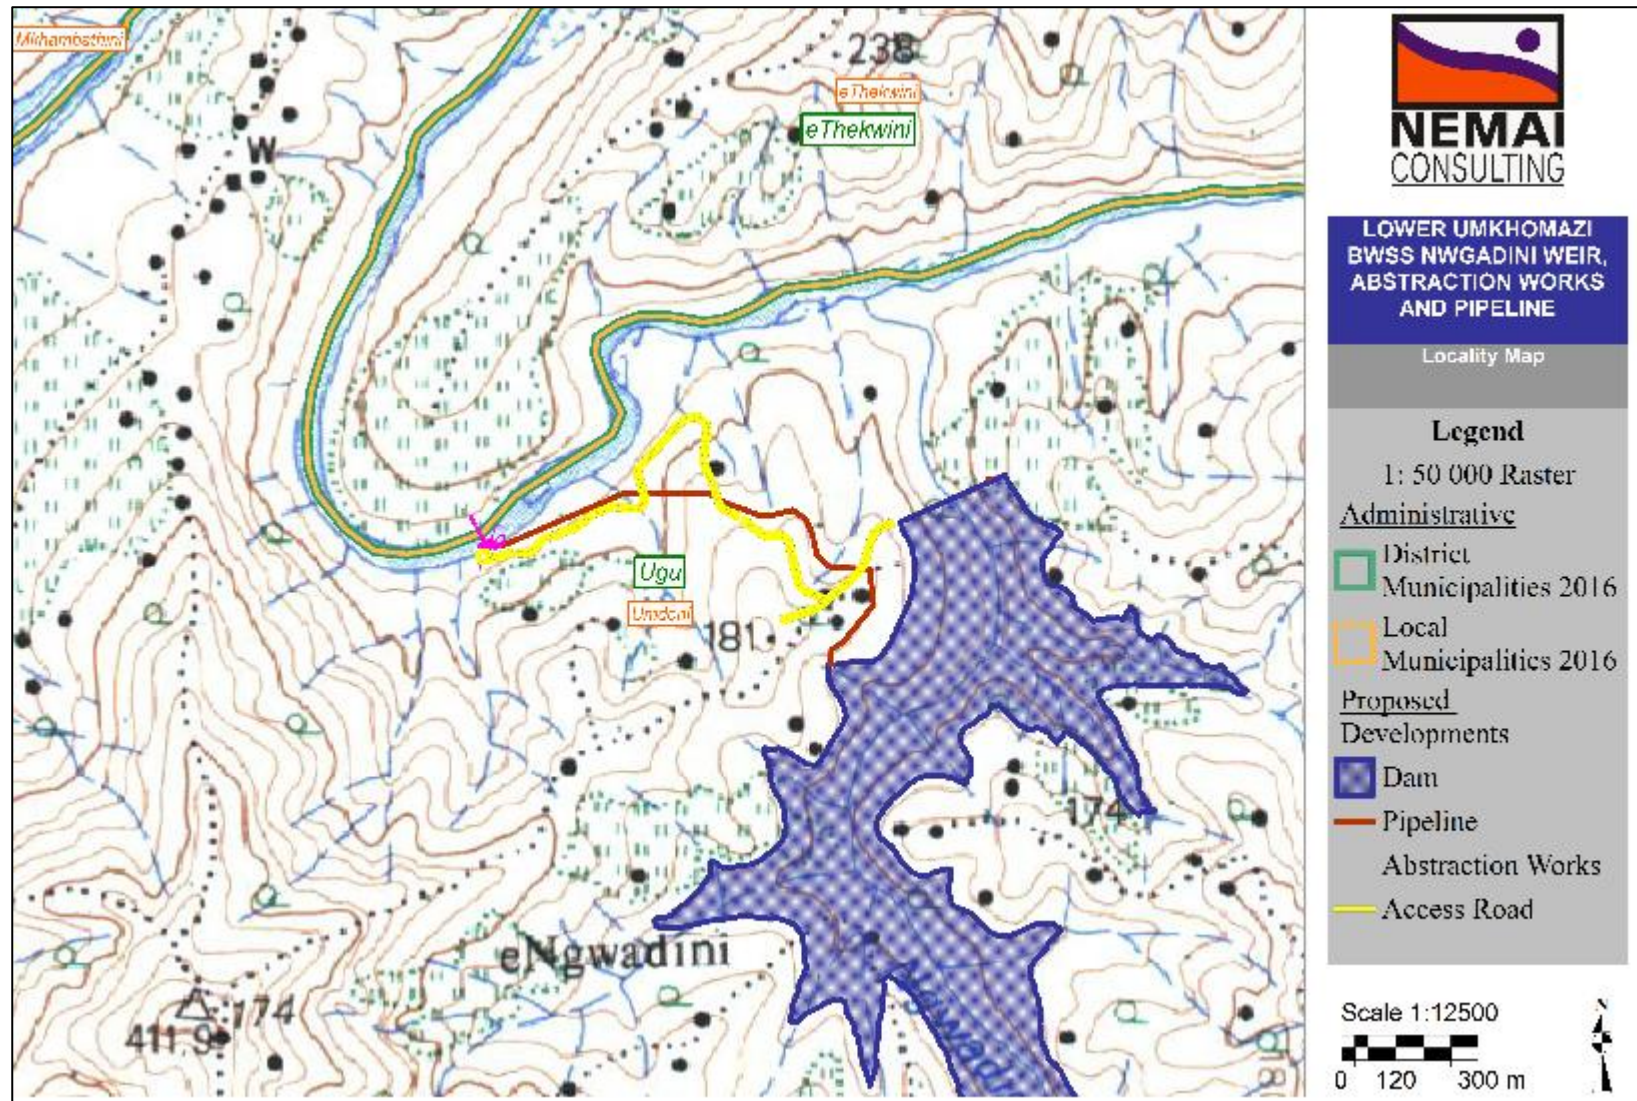 Mkhambathini
238
eThekwini
eThekwini
W
Ugu
Umdoni
181
174
eNgwadini
174
411.9
NEMAI
CONSULTING
LOWER UMKHOMAZI
BWSS NWGADINI WEIR,
ABSTRACTION WORKS
AND PIPELINE
Locality Map
Legend
1: 50 000 Raster
Administrative
District
Municipalities 2016
Local
Municipalities 2016
Proposed
Developments
Dam
Pipeline
Abstraction Works
Access Road
Scale 1:12500
N
0 120 300 m